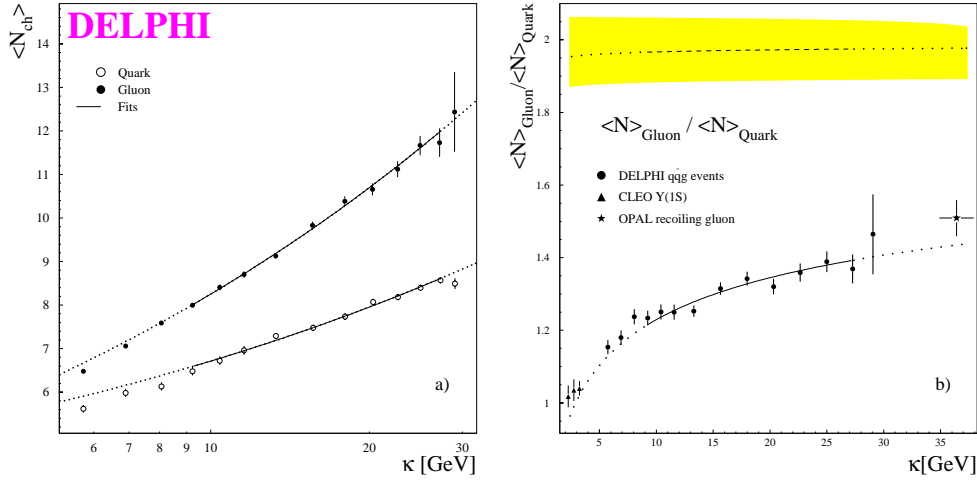 DELPHI
<N_ch>
Quark
Gluon
Fits
14
13
12
11
10
9
8
7
6
a)
5 6 7 8 9 10 20 30
κ [GeV]
<N>_Gluon/<N>_Quark
2
1.8
1.6
1.4
1.2
1
<N>_Gluon / <N>_Quark
DELPHI qq̄g events
CLEO Υ(1S)
OPAL recoiling gluon
b)
5 10 15 20 25 30 35
κ[GeV]